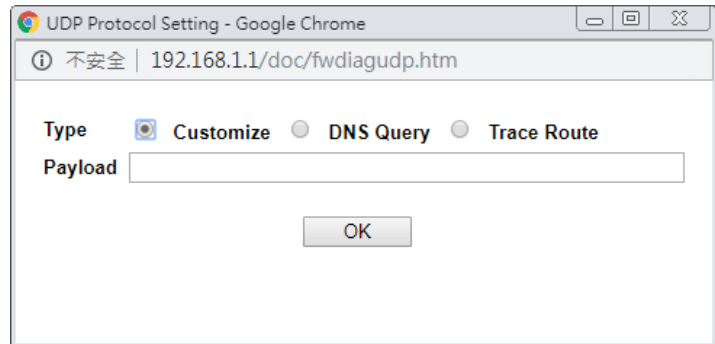 UDP Protocol Setting - Google Chrome
不安全 | 192.168.1.1/doc/fwdiagudp.htm
Type Customize DNS Query Trace Route
Payload
OK